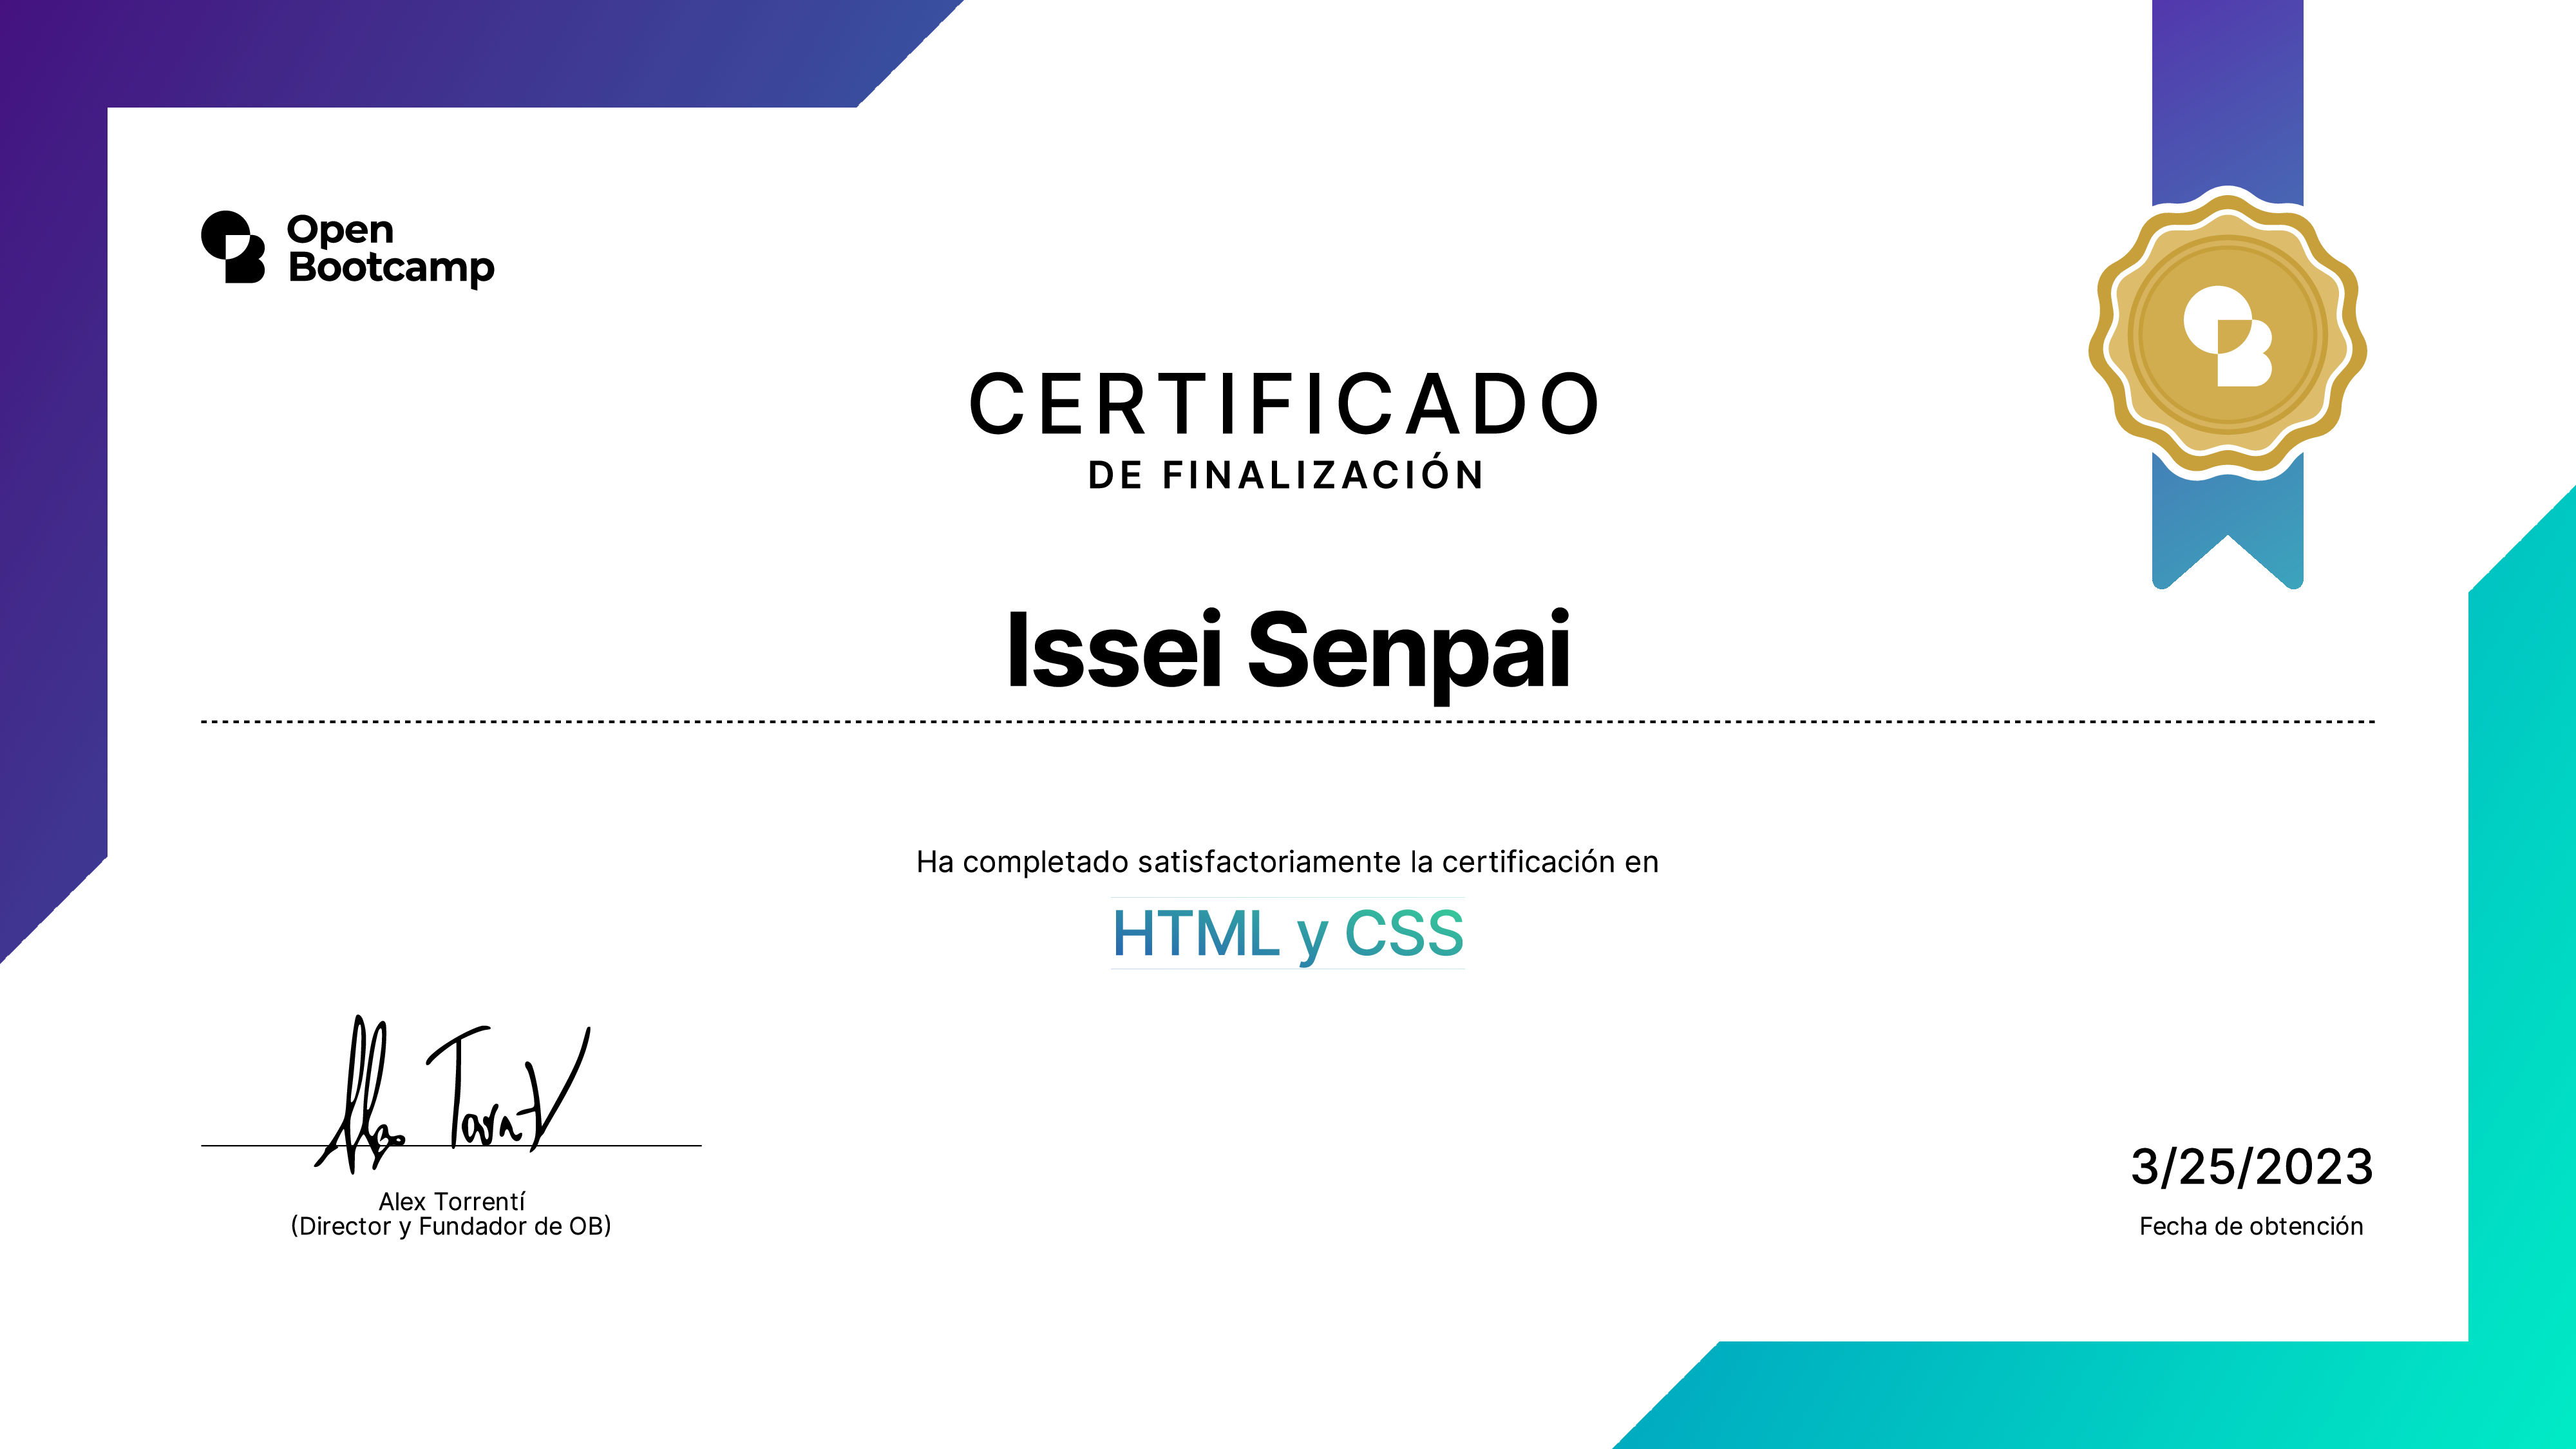 Open
Bootcamp
CERTIFICADO
DE FINALIZACIÓN
Issei Senpai
Ha completado satisfactoriamente la certificación en
HTML y CSS
Alex Torrentí
(Director y Fundador de OB)
3/25/2023
Fecha de obtención